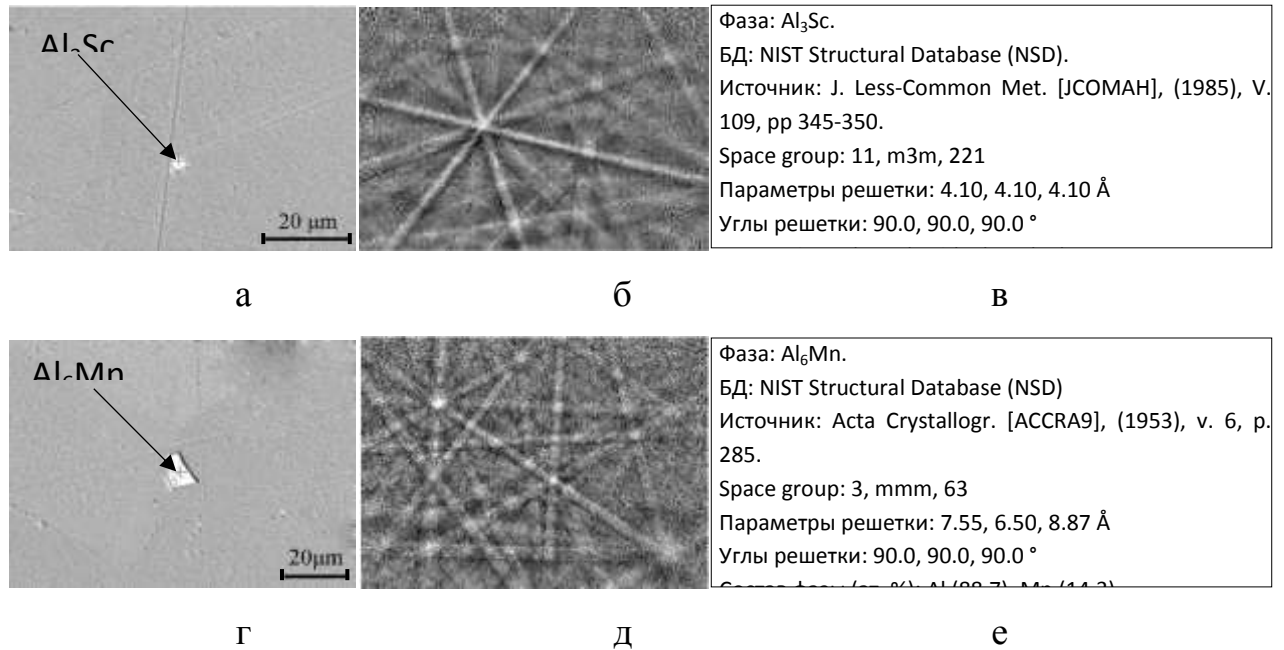 Al₃Sc
20 μm
Фаза: Al₃Sc.
БД: NIST Structural Database (NSD).
Источник: J. Less-Common Met. [JCOMAH], (1985), V.
109, pp 345-350.
Space group: 11, m3m, 221
Параметры решетки: 4.10, 4.10, 4.10 Å
Углы решетки: 90.0, 90.0, 90.0 °
а
б
в
Al₆Mn
20μm
Фаза: Al₆Mn.
БД: NIST Structural Database (NSD)
Источник: Acta Crystallogr. [ACCRA9], (1953), v. 6, p.
285.
Space group: 3, mmm, 63
Параметры решетки: 7.55, 6.50, 8.87 Å
Углы решетки: 90.0, 90.0, 90.0 °
г
д
е